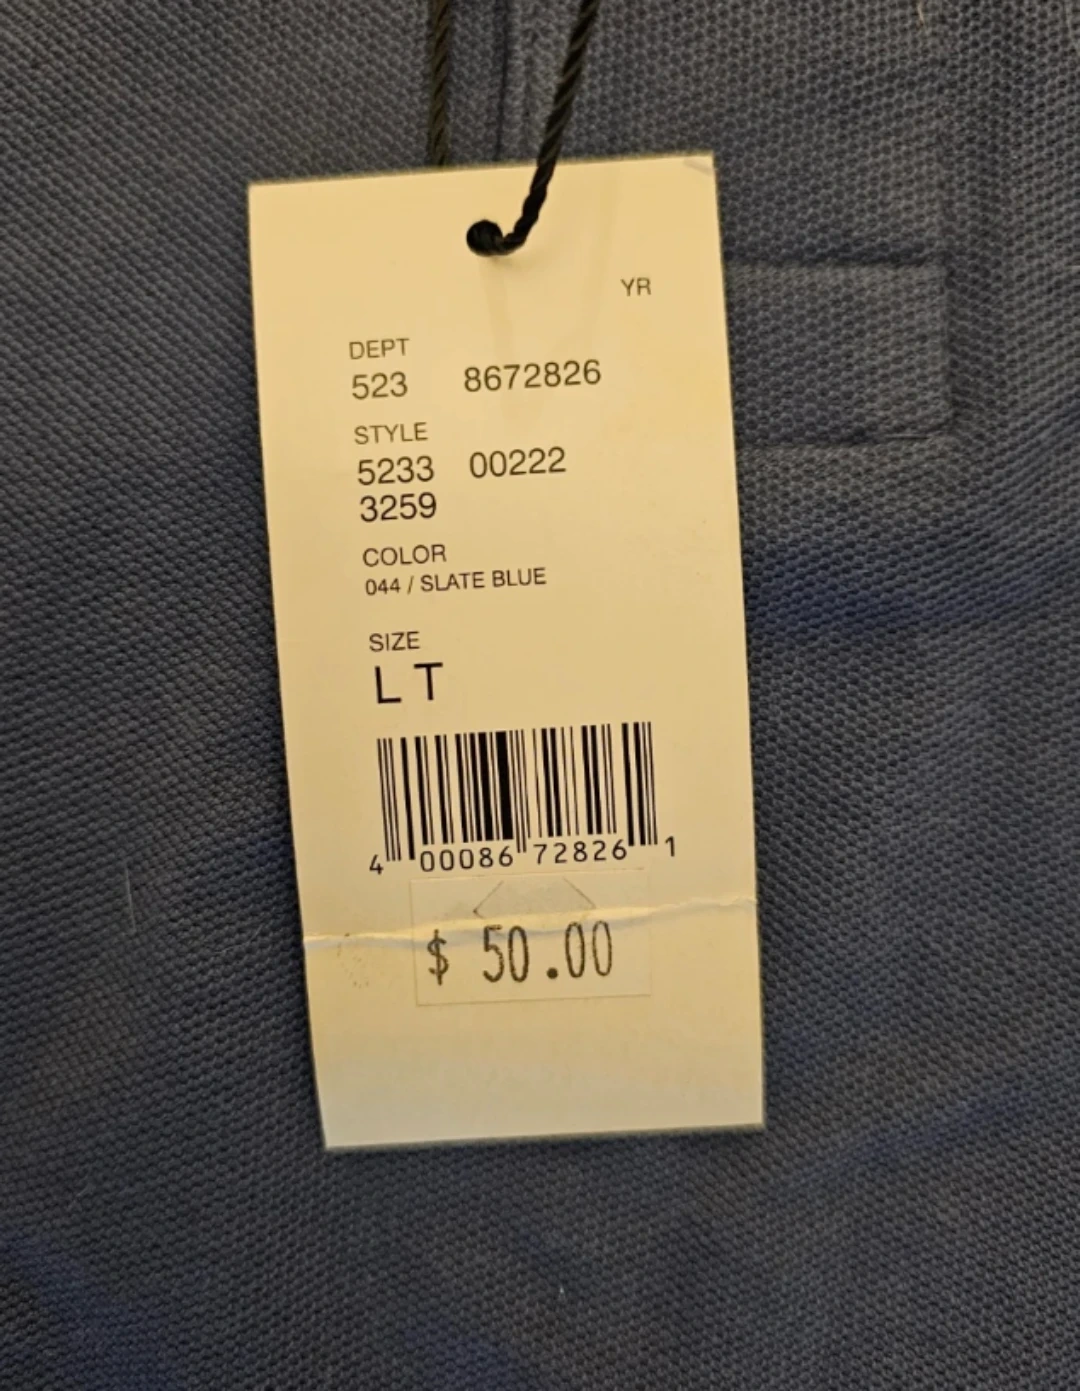 YR
DEPT
523 8672826
STYLE
5233 00222
3259
COLOR
044 / SLATE BLUE
SIZE
L T
4 00086 72826 1
$ 50.00